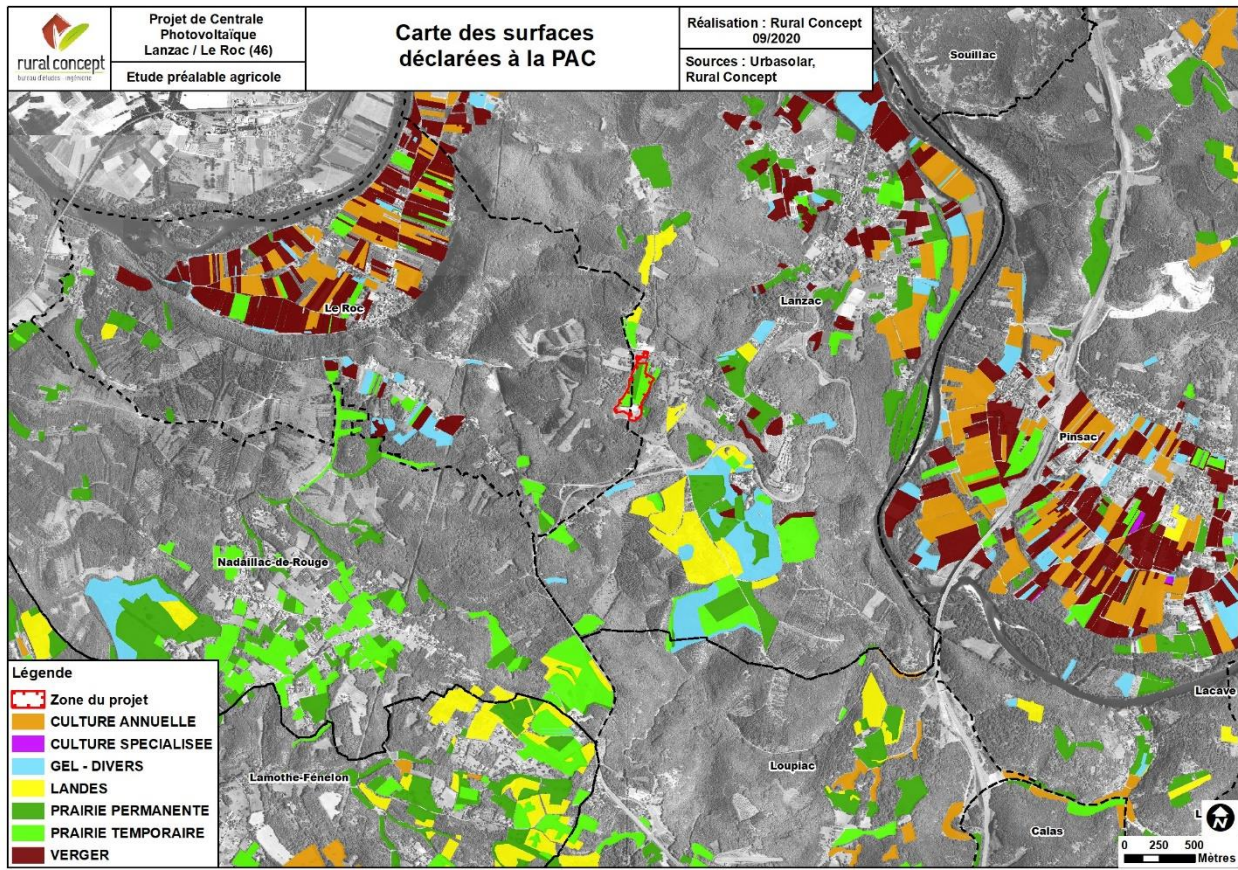 rural concept
bureau d'études - ingénierie
Projet de Centrale
Photovoltaïque
Lanzac / Le Roc (46)
Etude préalable agricole
Carte des surfaces
déclarées à la PAC
Réalisation : Rural Concept
09/2020
Sources : Urbasolar,
Rural Concept
Souillac
Le Roc
Lanzac
Pinsac
Nadaillac-de-Rouge
Lacave
Lamothe-Fénelon
Loupiac
Calas
L
Légende
Zone du projet
CULTURE ANNUELLE
CULTURE SPECIALISEE
GEL - DIVERS
LANDES
PRAIRIE PERMANENTE
PRAIRIE TEMPORAIRE
VERGER
N
0 250 500
Mètres